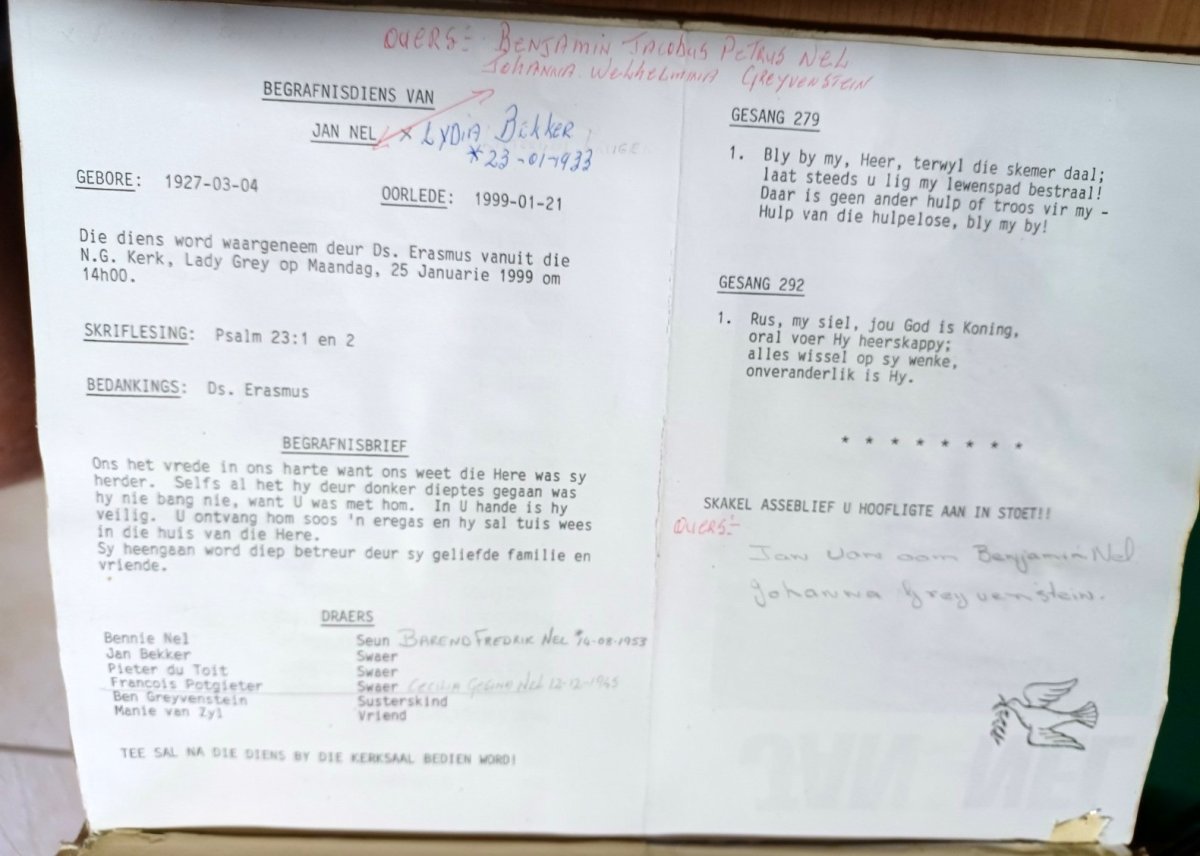 OUERS:- BENJAMIN JACOBUS PETRUS NEL
JOHANNA WELHELMINA GREYVENSTEIN
BEGRAFNISDIENS VAN
JAN NEL x LYDIA BEKKER
*23-01-1933
GEBORE: 1927-03-04
OORLEDE: 1999-01-21
Die diens word waargeneem deur Ds. Erasmus vanuit die
N.G. Kerk, Lady Grey op Maandag, 25 Januarie 1999 om
14h00.
SKRIFLESING: Psalm 23:1 en 2
BEDANKINGS: Ds. Erasmus
BEGRAFNISBRIEF
Ons het vrede in ons harte want ons weet die Here was sy
herder. Selfs al het hy deur donker dieptes gegaan was
hy nie bang nie, want U was met hom. In U hande is hy
veilig. U ontvang hom soos 'n eregas en hy sal tuis wees
in die huis van die Here.
Sy heengaan word diep betreur deur sy geliefde familie en
vriende.
DRAERS
Bennie Nel Seun BAREND FREDRIK NEL *14-08-1953
Jan Bekker Swaer
Pieter du Toit Swaer
Francois Potgieter Swaer CECILIA NEL 12-12-1945
Ben Greyvenstein Susterskind
Manie van Zyl Vriend
TEE SAL NA DIE DIENS BY DIE KERKSAAL BEDIEN WORD!
GESANG 279
1. Bly by my, Heer, terwyl die skemer daal;
laat steeds u lig my lewenspad bestraal!
Daar is geen ander hulp of troos vir my -
Hulp van die hulpelose, bly my by!
GESANG 292
1. Rus, my siel, jou God is Koning,
oral voer Hy heerskappy;
alles wissel op sy wenke,
onveranderlik is Hy.
* * * * * * * *
SKAKEL ASSEBLIEF U HOOFLIGTE AAN IN STOET!!
OUERS:-
Jan van oom Benjamin Nel
Johanna Greyvenstein.